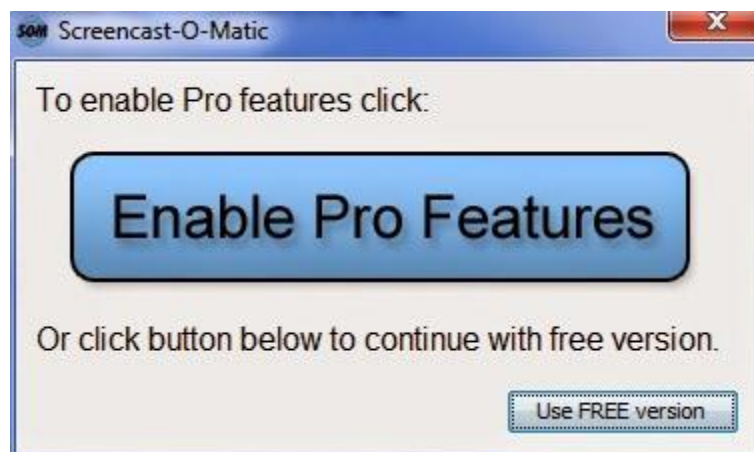 SOM Screencast-O-Matic
To enable Pro features click:
Enable Pro Features
Or click button below to continue with free version.
Use FREE version